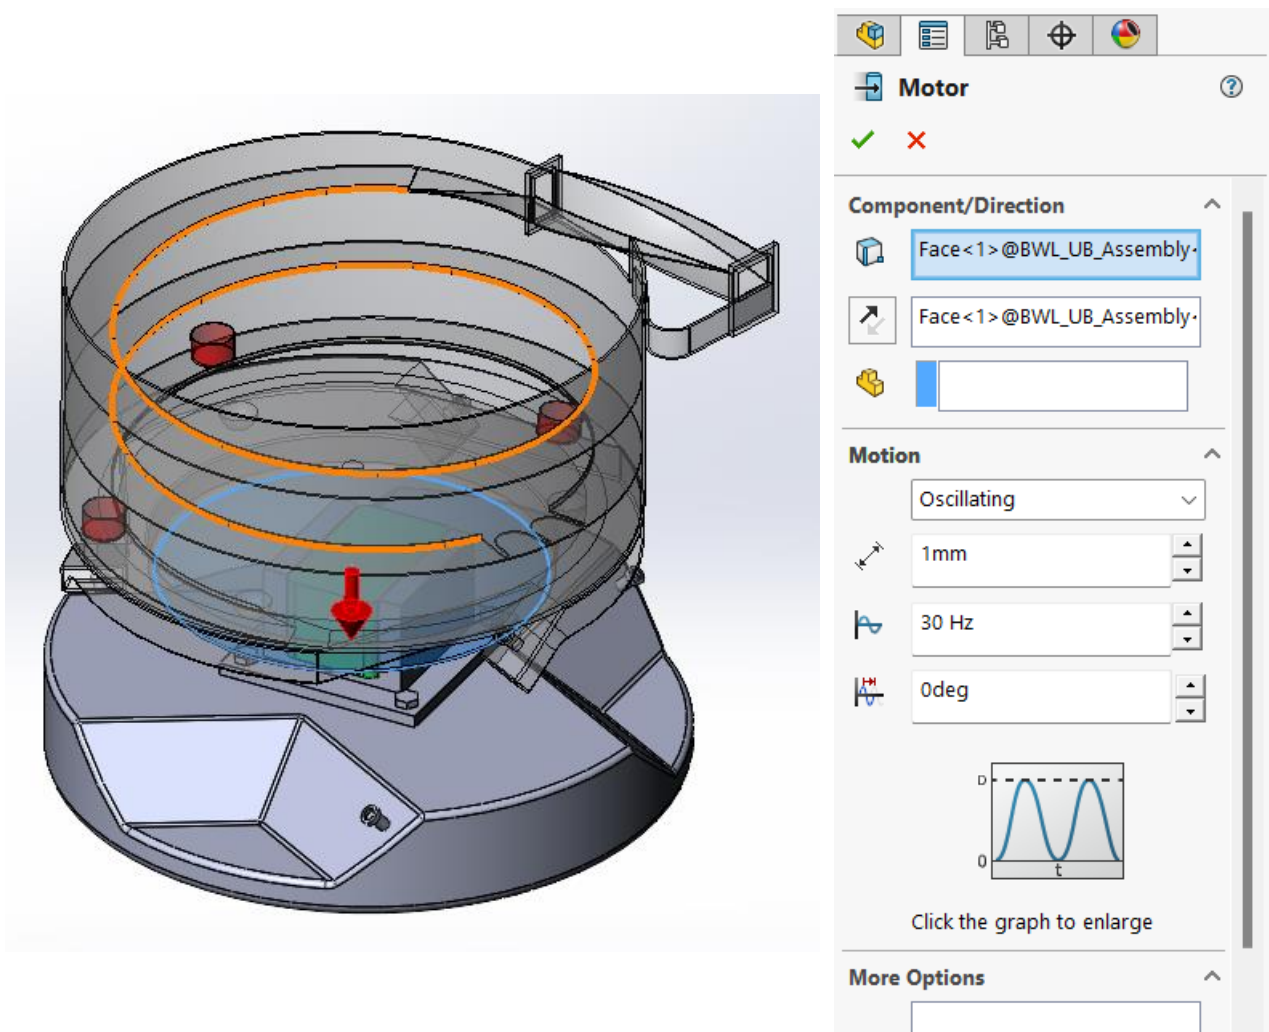 Motor
Component/Direction
Face<1>@BWL_UB_Assembly
Face<1>@BWL_UB_Assembly
Motion
Oscillating
1mm
30 Hz
0deg
D
0
t
Click the graph to enlarge
More Options